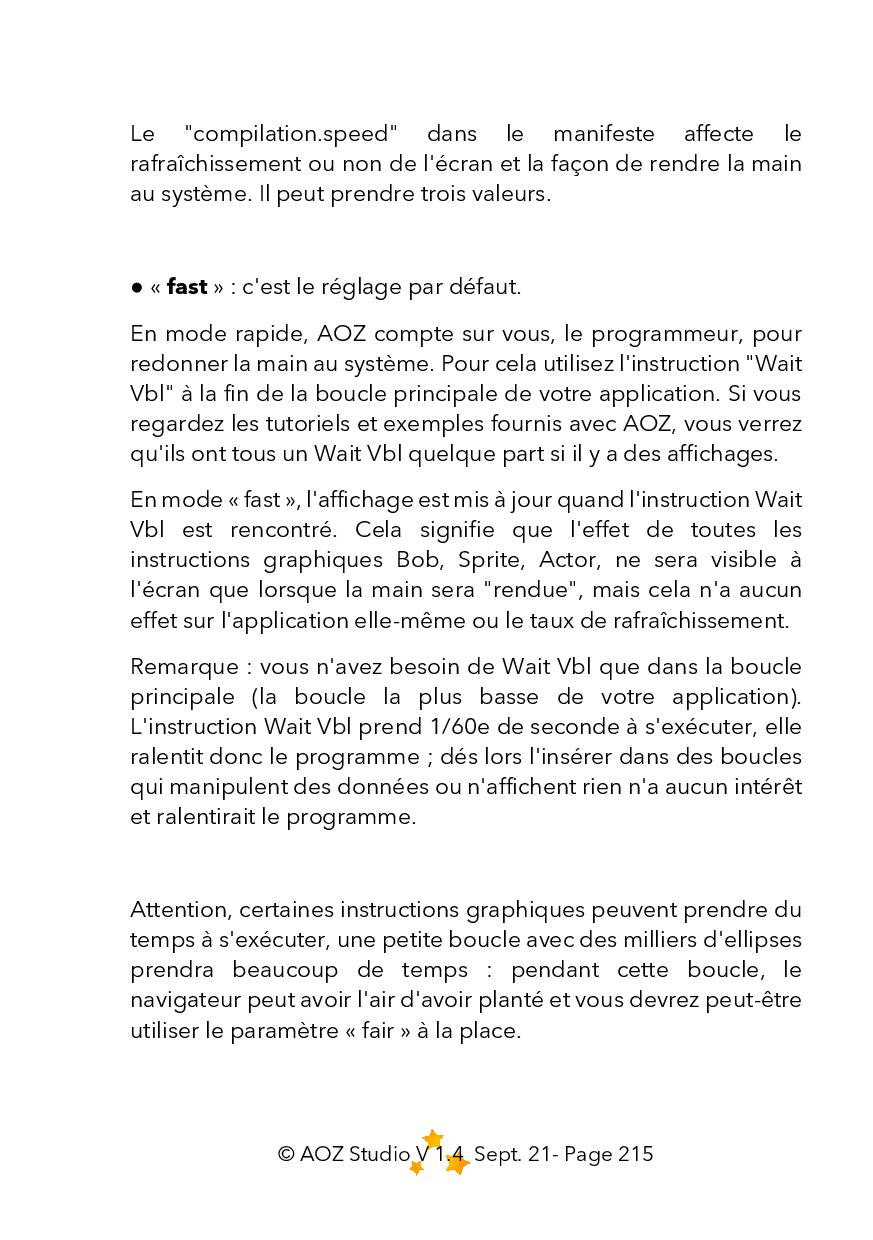 Le "compilation.speed" dans le manifeste affecte le
rafraîchissement ou non de l'écran et la façon de rendre la main
au système. Il peut prendre trois valeurs.
● « fast » : c'est le réglage par défaut.
En mode rapide, AOZ compte sur vous, le programmeur, pour
redonner la main au système. Pour cela utilisez l'instruction "Wait
Vbl" à la fin de la boucle principale de votre application. Si vous
regardez les tutoriels et exemples fournis avec AOZ, vous verrez
qu'ils ont tous un Wait Vbl quelque part si il y a des affichages.
En mode « fast », l'affichage est mis à jour quand l'instruction Wait
Vbl est rencontré. Cela signifie que l'effet de toutes les
instructions graphiques Bob, Sprite, Actor, ne sera visible à
l'écran que lorsque la main sera "rendue", mais cela n'a aucun
effet sur l'application elle-même ou le taux de rafraîchissement.
Remarque : vous n'avez besoin de Wait Vbl que dans la boucle
principale (la boucle la plus basse de votre application).
L'instruction Wait Vbl prend 1/60e de seconde à s'exécuter, elle
ralentit donc le programme ; dés lors l'insérer dans des boucles
qui manipulent des données ou n'affichent rien n'a aucun intérêt
et ralentirait le programme.
Attention, certaines instructions graphiques peuvent prendre du
temps à s'exécuter, une petite boucle avec des milliers d'ellipses
prendra beaucoup de temps : pendant cette boucle, le
navigateur peut avoir l'air d'avoir planté et vous devrez peut-être
utiliser le paramètre « fair » à la place.
© AOZ Studio V 1.4 Sept. 21- Page 215